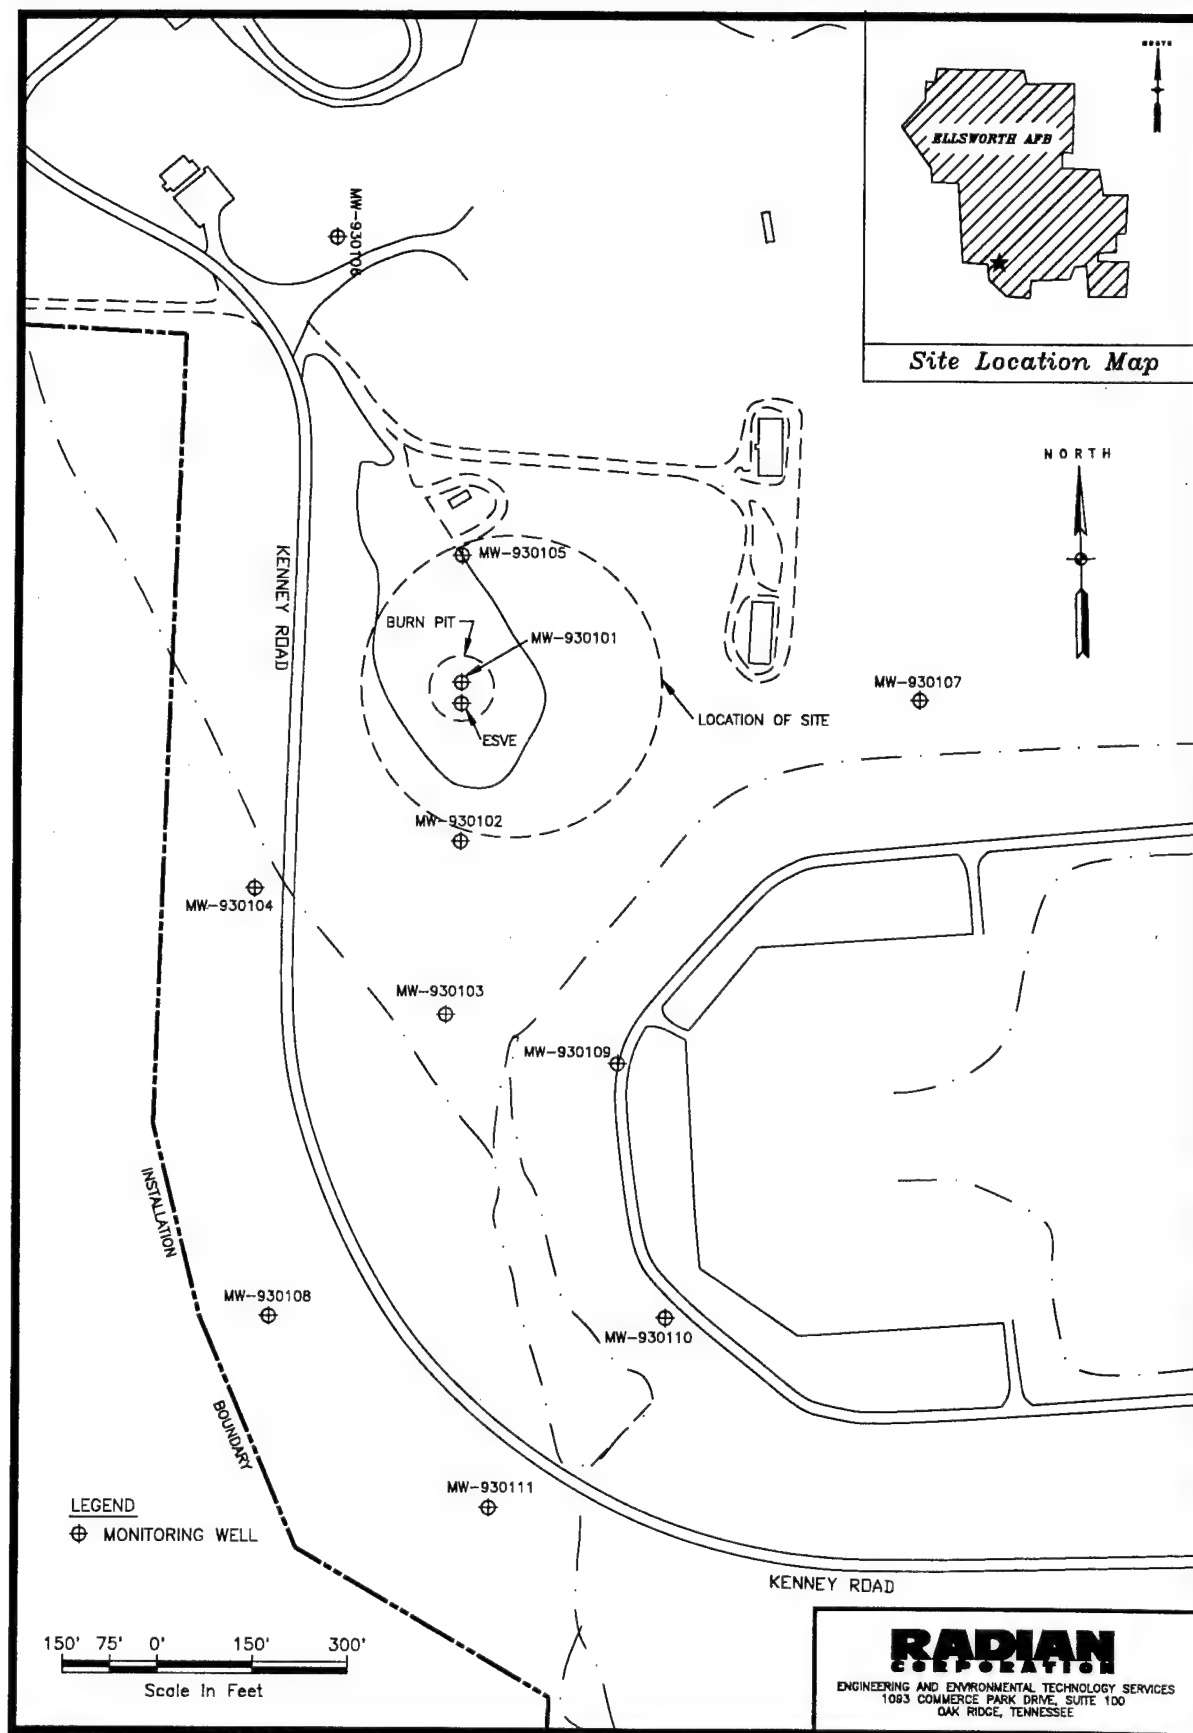 NORTH
ELLSWORTH AFB
Site Location Map
MW-930106
NORTH
KENNEY ROAD
MW-930105
BURN PIT
MW-930101
MW-930107
LOCATION OF SITE
ESVE
MW-930102
MW-930104
MW-930103
MW-930109
INSTALLATION
MW-930108
MW-930110
BOUNDARY
MW-930111
LEGEND
MONITORING WELL
KENNEY ROAD
150' 75' 0' 150' 300'
Scale In Feet
RADIAN
CORPORATION
ENGINEERING AND ENVIRONMENTAL TECHNOLOGY SERVICES
1093 COMMERCE PARK DRIVE, SUITE 100
OAK RIDGE, TENNESSEE